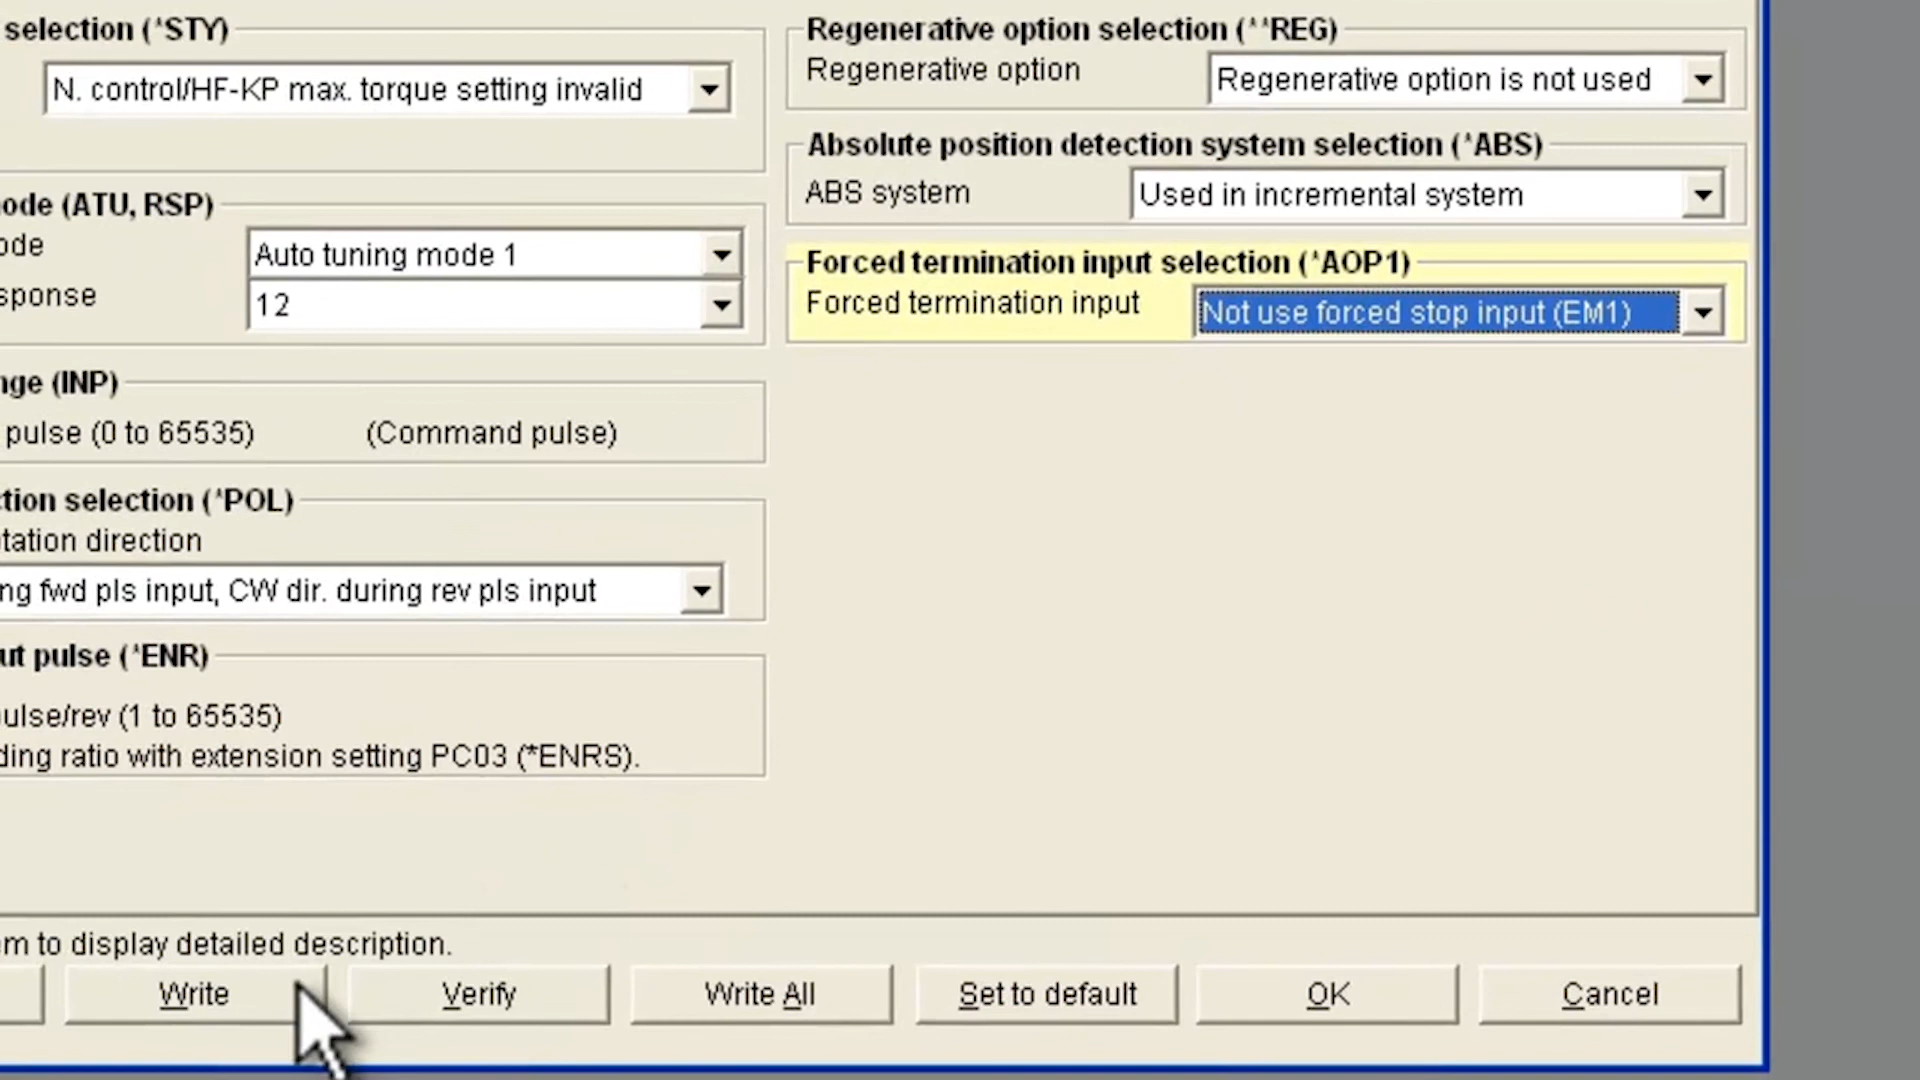 selection (*STY)
N. control/HF-KP max. torque setting invalid
ode (ATU, RSP)
ode
Auto tuning mode 1
sponse
12
nge (INP)
pulse (0 to 65535) (Command pulse)
ction selection (*POL)
tation direction
ng fwd pls input, CW dir. during rev pls input
ut pulse (*ENR)
pulse/rev (1 to 65535)
ding ratio with extension setting PC03 (*ENRS).
Regenerative option selection (**REG)
Regenerative option
Regenerative option is not used
Absolute position detection system selection (*ABS)
ABS system
Used in incremental system
Forced termination input selection (*AOP1)
Forced termination input
Not use forced stop input (EM1)
em to display detailed description.
Write
Verify
Write All
Set to default
OK
Cancel